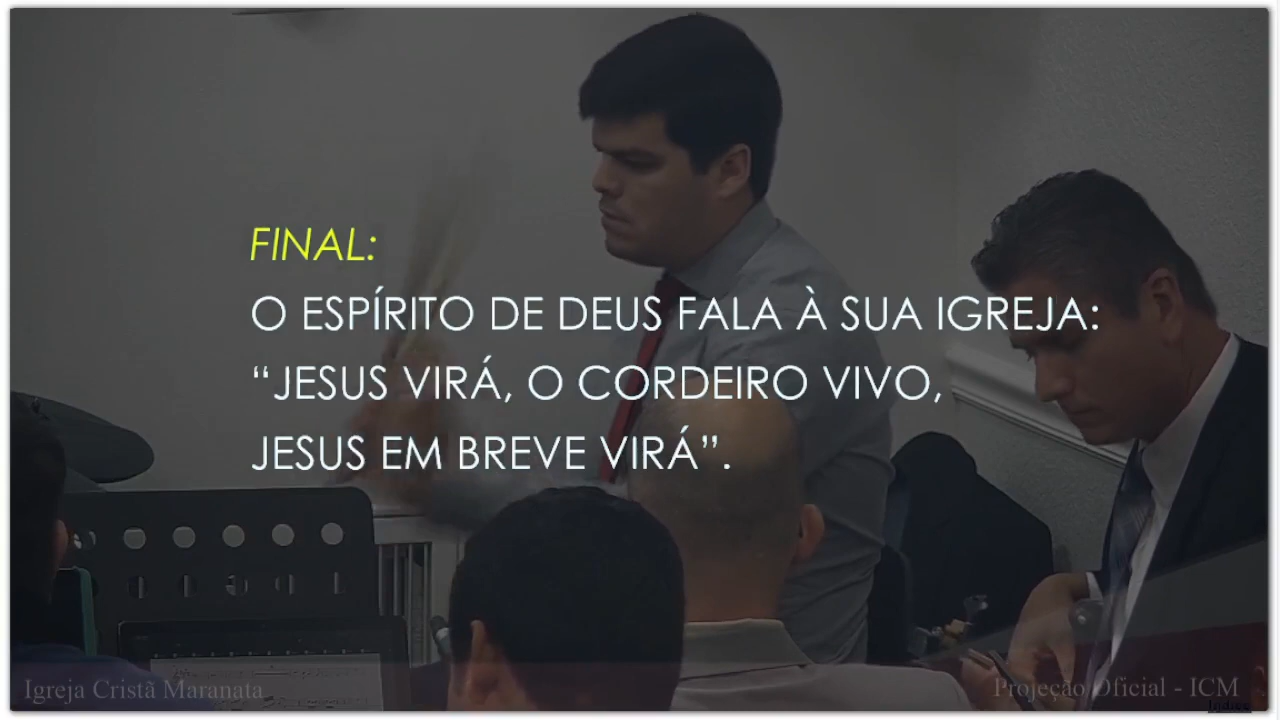 FINAL:
O ESPÍRITO DE DEUS FALA À SUA IGREJA:
“JESUS VIRÁ, O CORDEIRO VIVO,
JESUS EM BREVE VIRÁ”.
Igreja Cristã Maranata
Projeção Oficial - ICM
Índice